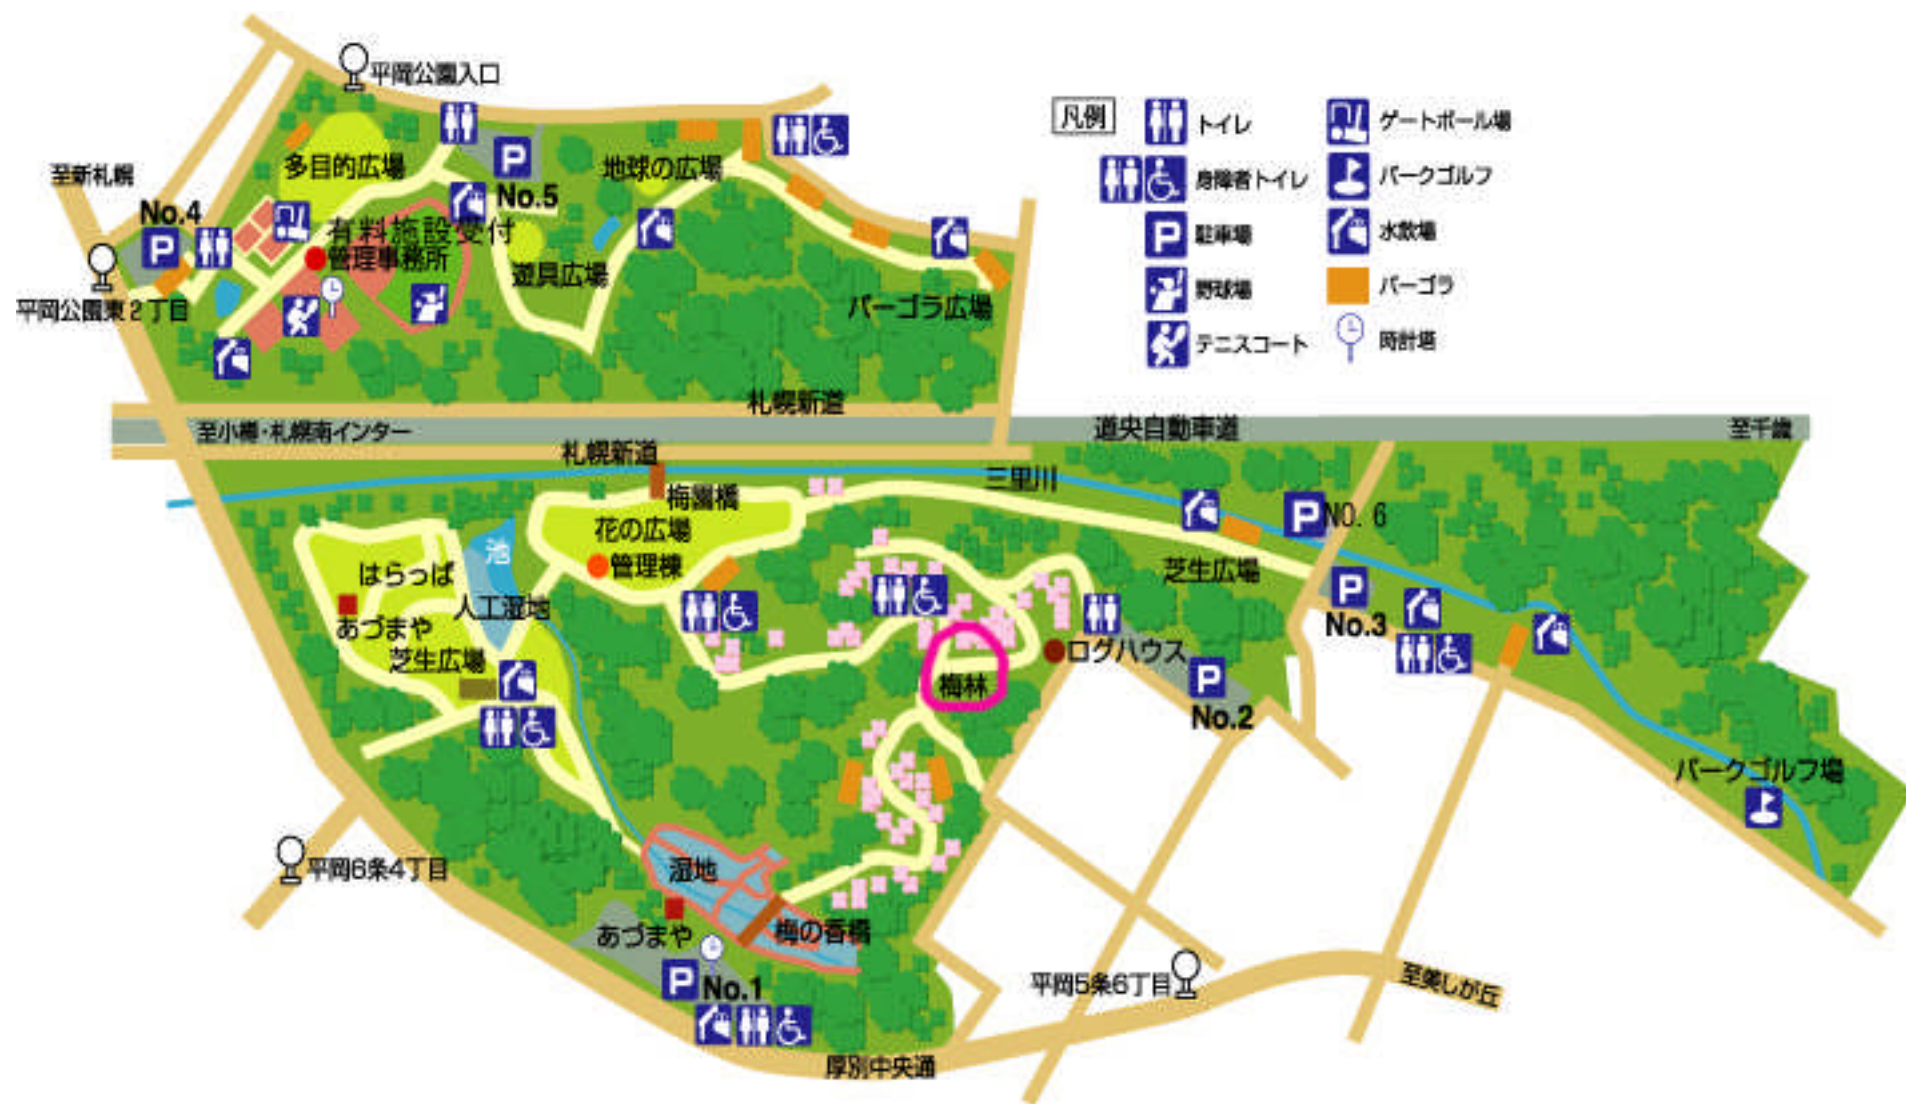 平岡公園入口
凡例
トイレ
ゲートボール場
身障者トイレ
パークゴルフ
駐車場
水飲場
野球場
パーゴラ
テニスコート
時計塔
至新札幌
多目的広場
地球の広場
No.5
No.4
有料施設受付
管理事務所
遊具広場
平岡公園東2丁目
パーゴラ広場
札幌新道
至小樽・札幌南インター
道央自動車道
至千歳
札幌新道
三里川
梅園橋
花の広場
NO. 6
池
はらっぱ
管理棟
芝生広場
人工湿地
あづまや
No.3
芝生広場
ログハウス
梅林
No.2
パークゴルフ場
平岡6条4丁目
湿地
あづまや
梅の香橋
No.1
平岡5条6丁目
至美しが丘
厚別中央通